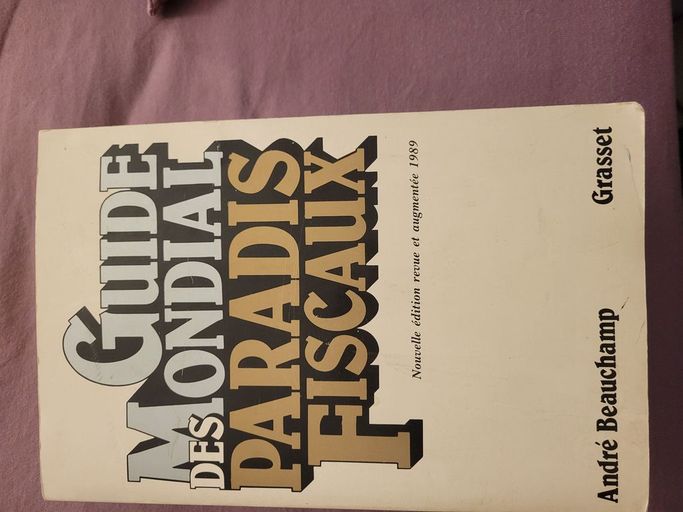 GUIDE
MONDIAL
DES PARADIS
FISCAUX
Nouvelle édition revue et augmentée 1989
André Beauchamp
Grasset